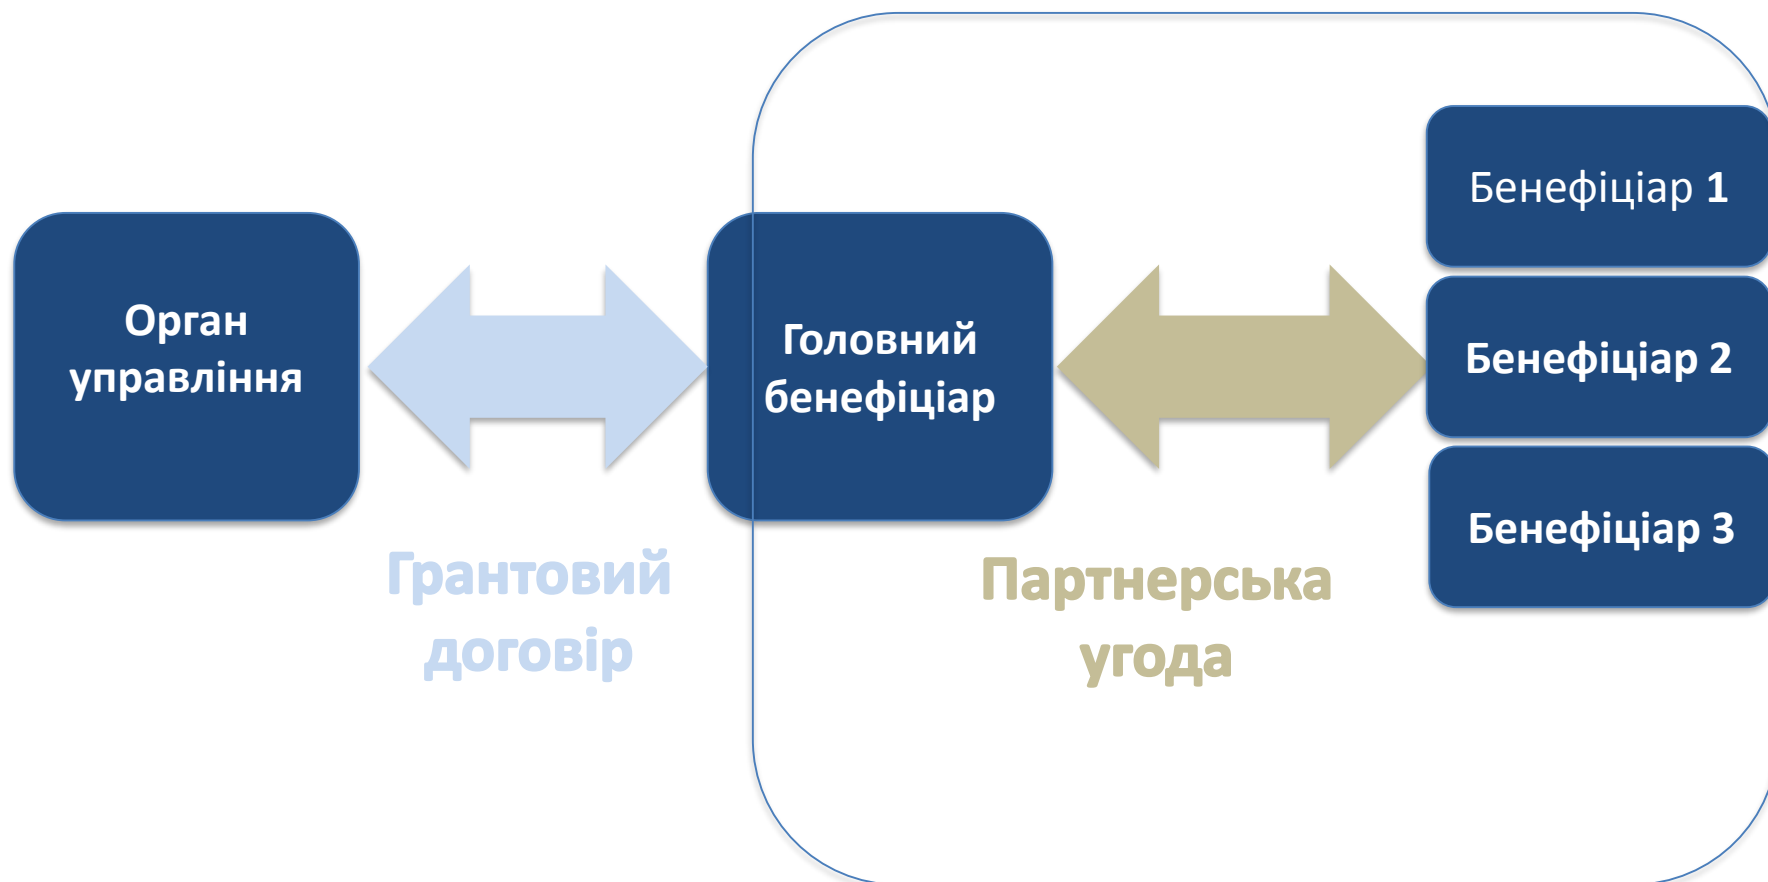 Орган
управління
Грантовий
договір
Головний
бенефіціар
Партнерська
угода
Бенефіціар 1
Бенефіціар 2
Бенефіціар 3